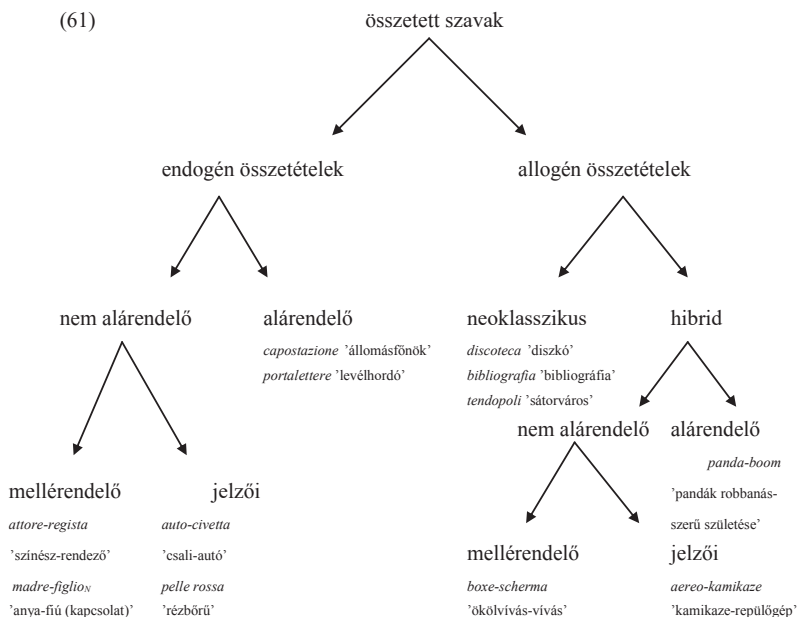 (61)
összetett szavak
endogén összetételek
allogén összetételek
nem alárendelő
alárendelő
capostazione 'állomásfőnök'
portalettere 'levélhordó'
neoklasszikus
discoteca 'diszkó'
bibliografia 'bibliográfia'
tendopoli 'sátorváros'
hibrid
nem alárendelő
alárendelő
panda-boom
'pandák robbanás-
szerű születése'
mellérendelő
attore-regista
'színész-rendező'
madre-figlioN
'anya-fiú (kapcsolat)'
jelzői
auto-civetta
'csali-autó'
pelle rossa
'rézbőrű'
mellérendelő
boxe-scherma
'ökölvívás-vívás'
jelzői
aereo-kamikaze
'kamikaze-repülőgép'